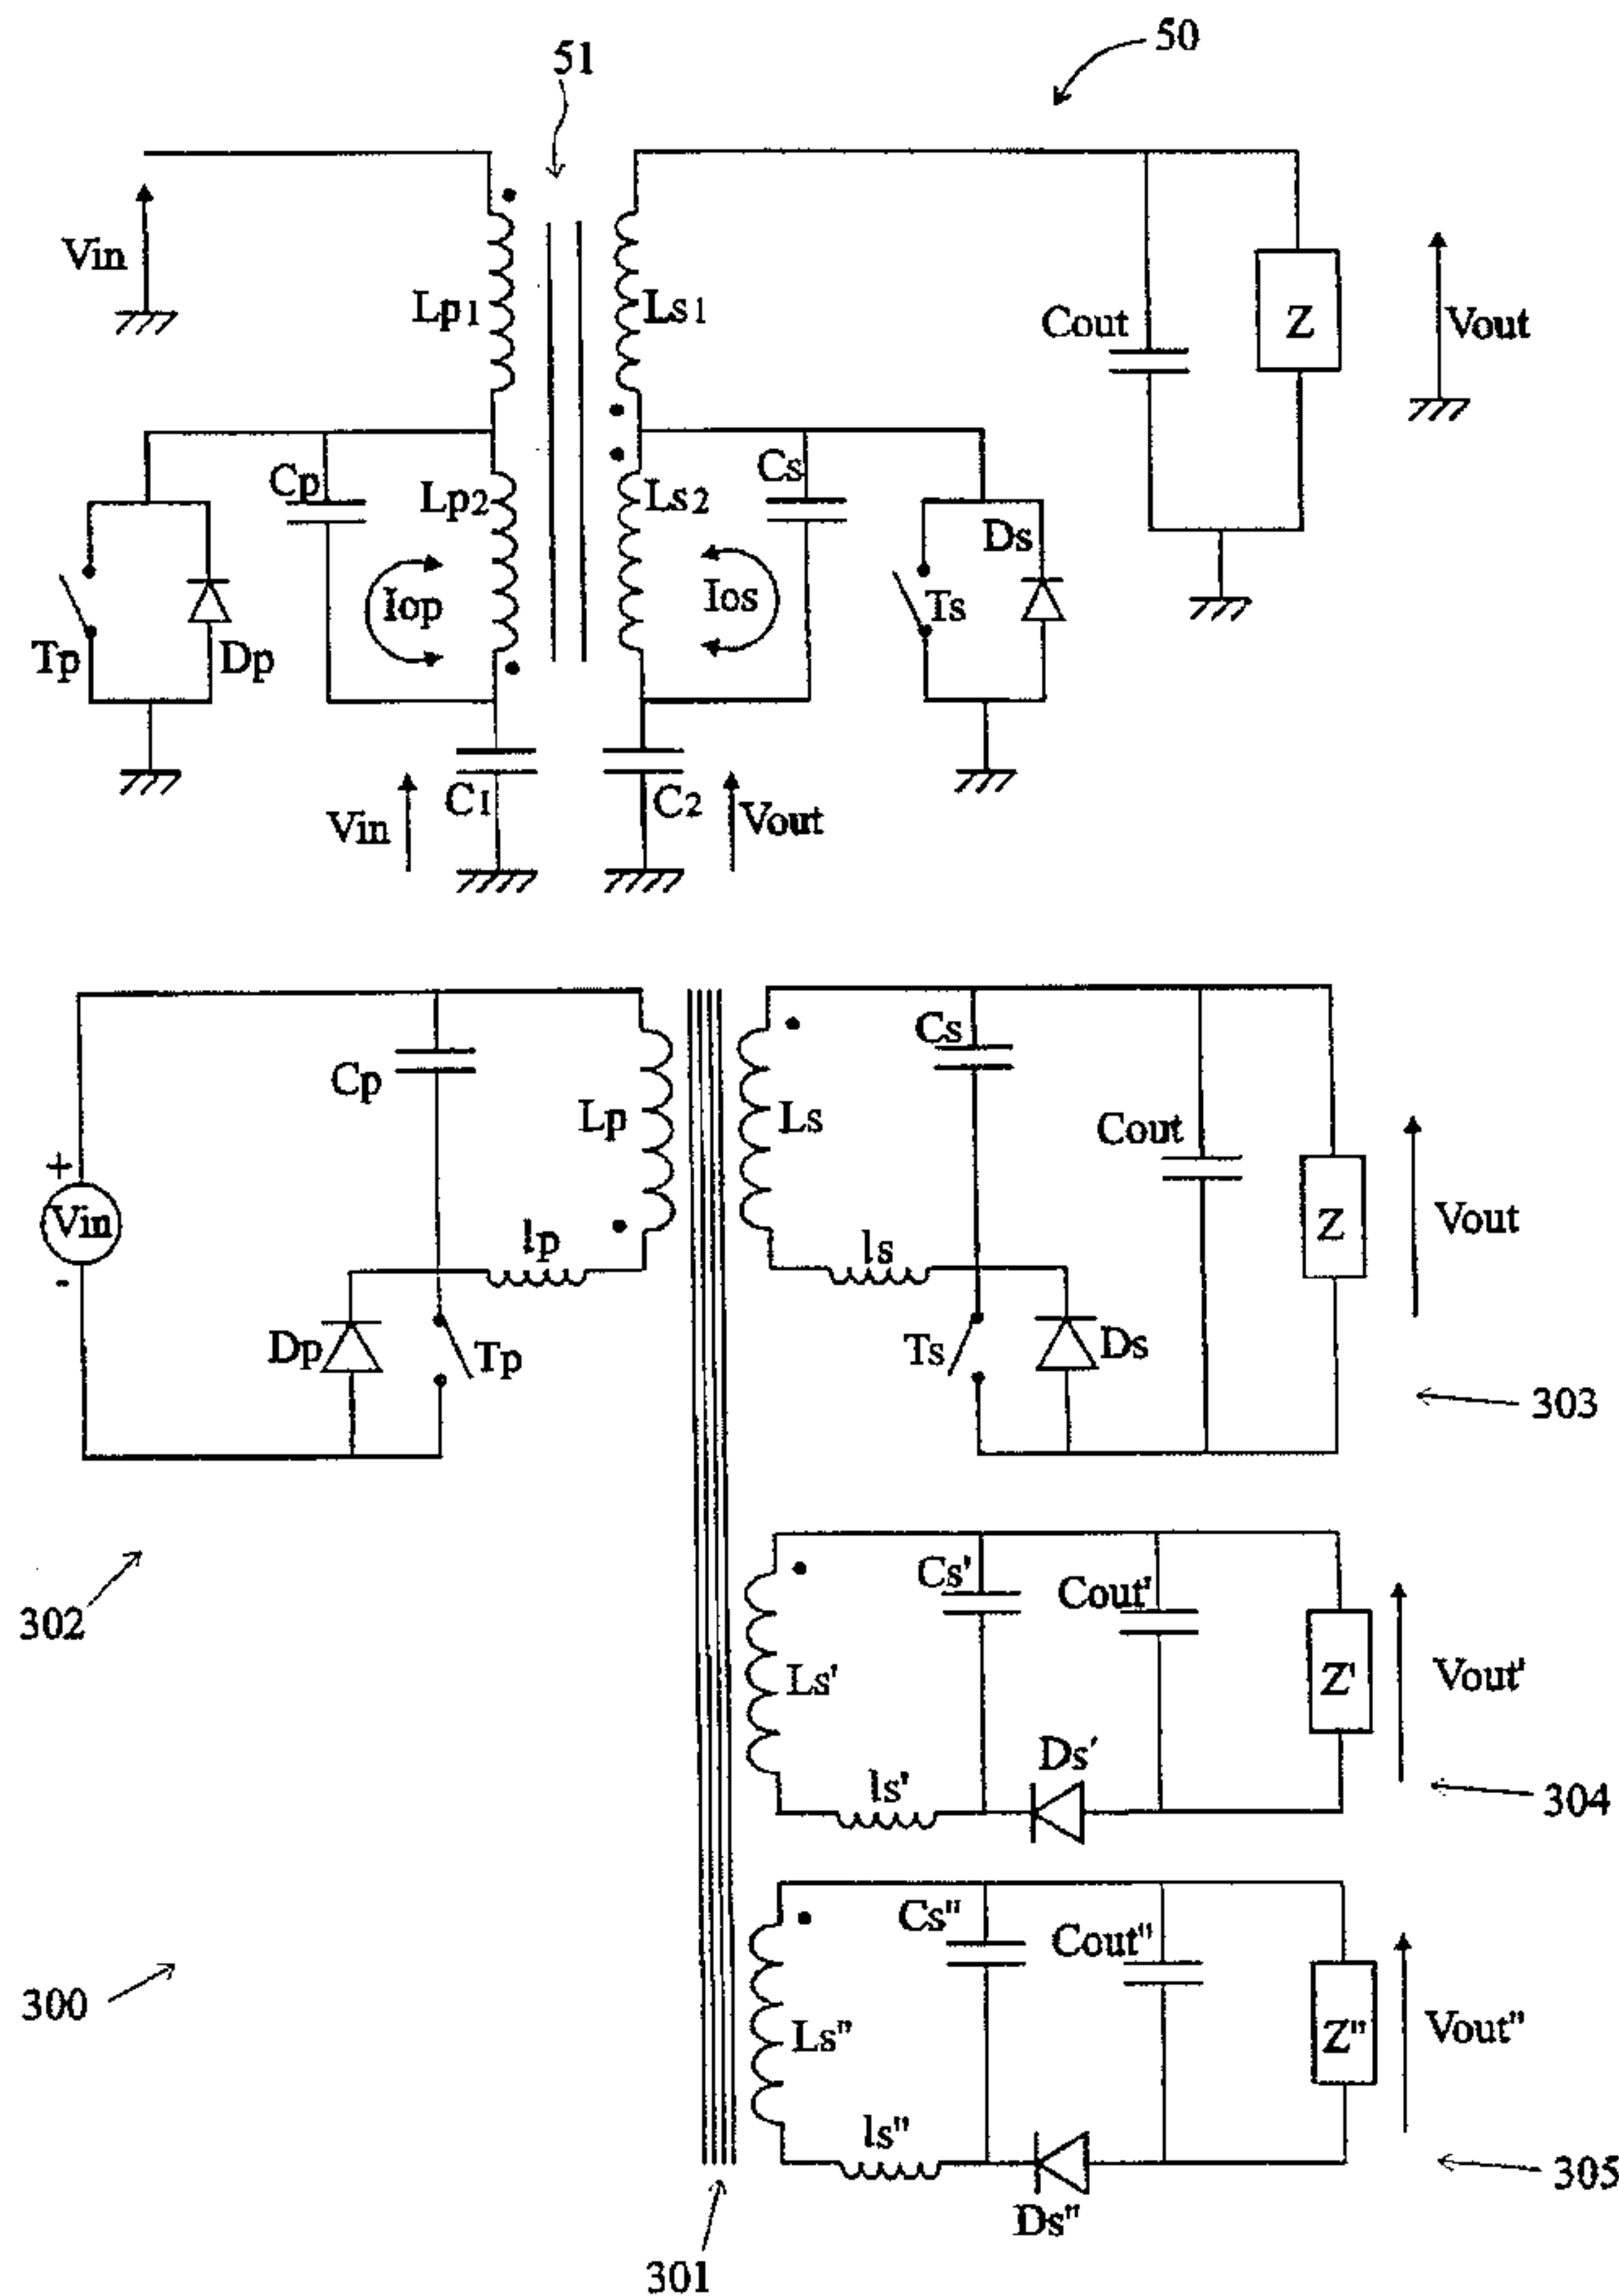 50
51
Vin
Lp1
Ls1
Cout
Z
Vout
Cp
Lp2
Ls2
Cs
Ds
Iop
Ios
Ts
Tp
Dp
C1
C2
Vin
Vout
Cp
Lp
Ls
Cs
Cout
+
Vin
-
Z
Vout
lp
ls
Dp
Tp
Ts
Ds
303
302
Cs'
Cout'
Ls'
Z'
Vout'
Ds'
ls'
304
Cs"
Cout"
300
Ls"
Z"
Vout"
ls"
Ds"
305
301